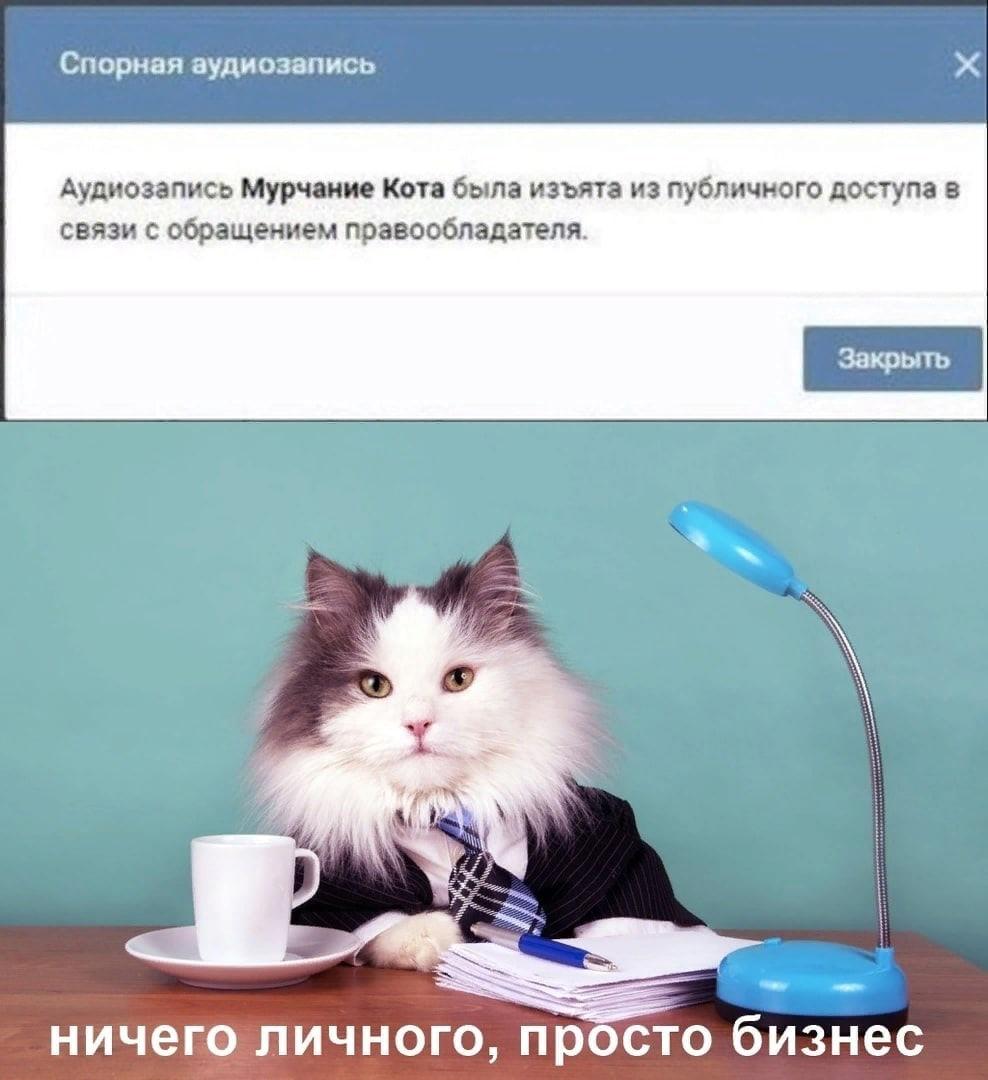 Спорная аудиозапись
Аудиозапись Мурчание Кота была изъята из публичного доступа в
связи с обращением правообладателя.
Закрыть
ничего личного, просто бизнес